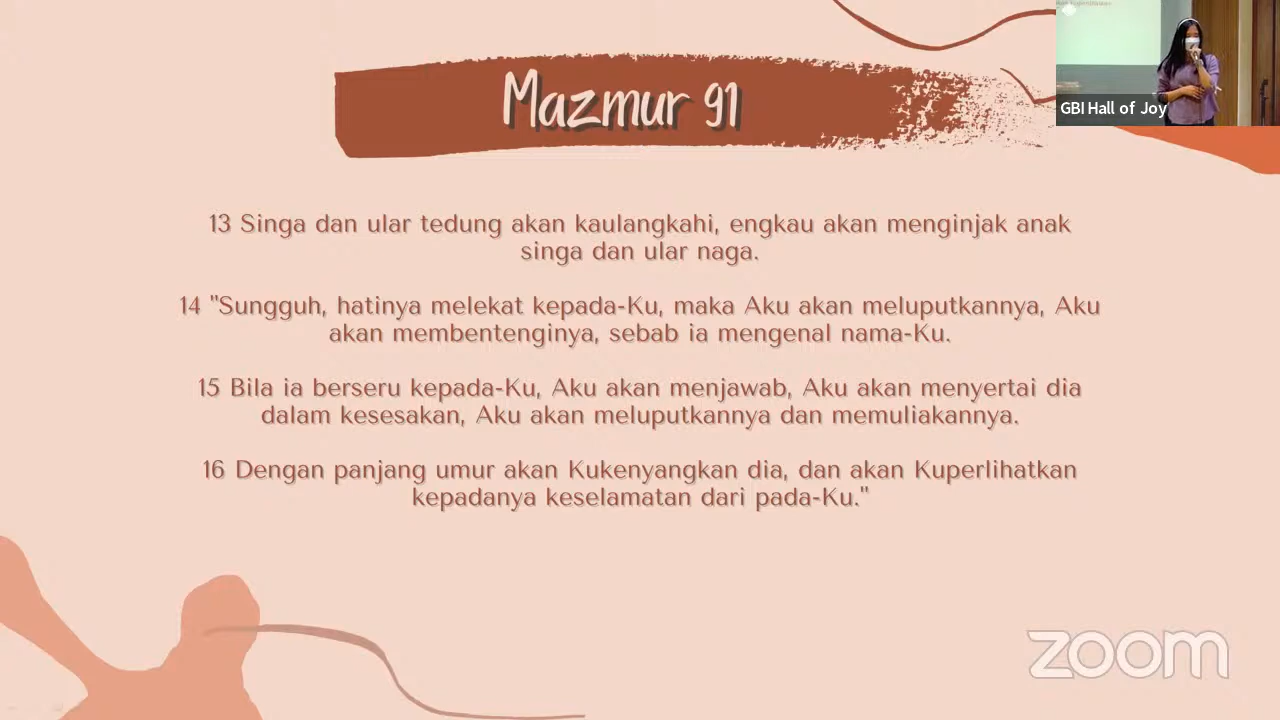 Mazmur 91
GBI Hall of Joy
13 Singa dan ular tedung akan kaulangkahi, engkau akan menginjak anak
singa dan ular naga.
14 "Sungguh, hatinya melekat kepada-Ku, maka Aku akan meluputkannya, Aku
akan membentenginya, sebab ia mengenal nama-Ku.
15 Bila ia berseru kepada-Ku, Aku akan menjawab, Aku akan menyertai dia
dalam kesesakan, Aku akan meluputkannya dan memuliakannya.
16 Dengan panjang umur akan Kukenyangkan dia, dan akan Kuperlihatkan
kepadanya keselamatan dari pada-Ku."
zoom